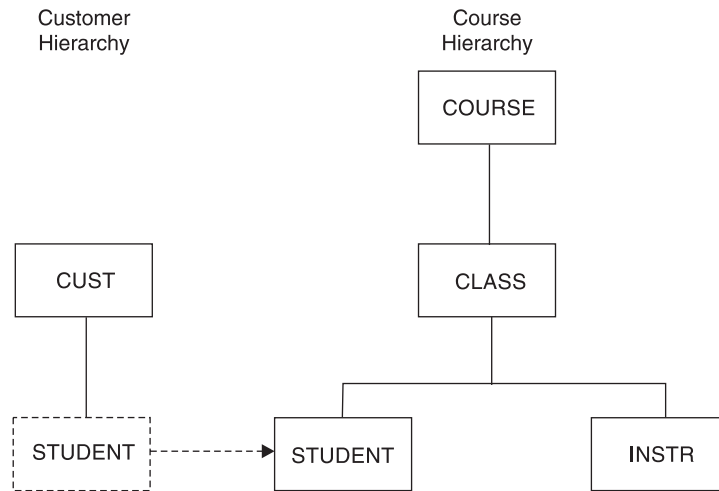 Customer
Hierarchy
Course
Hierarchy
COURSE
CUST
CLASS
STUDENT
STUDENT
INSTR